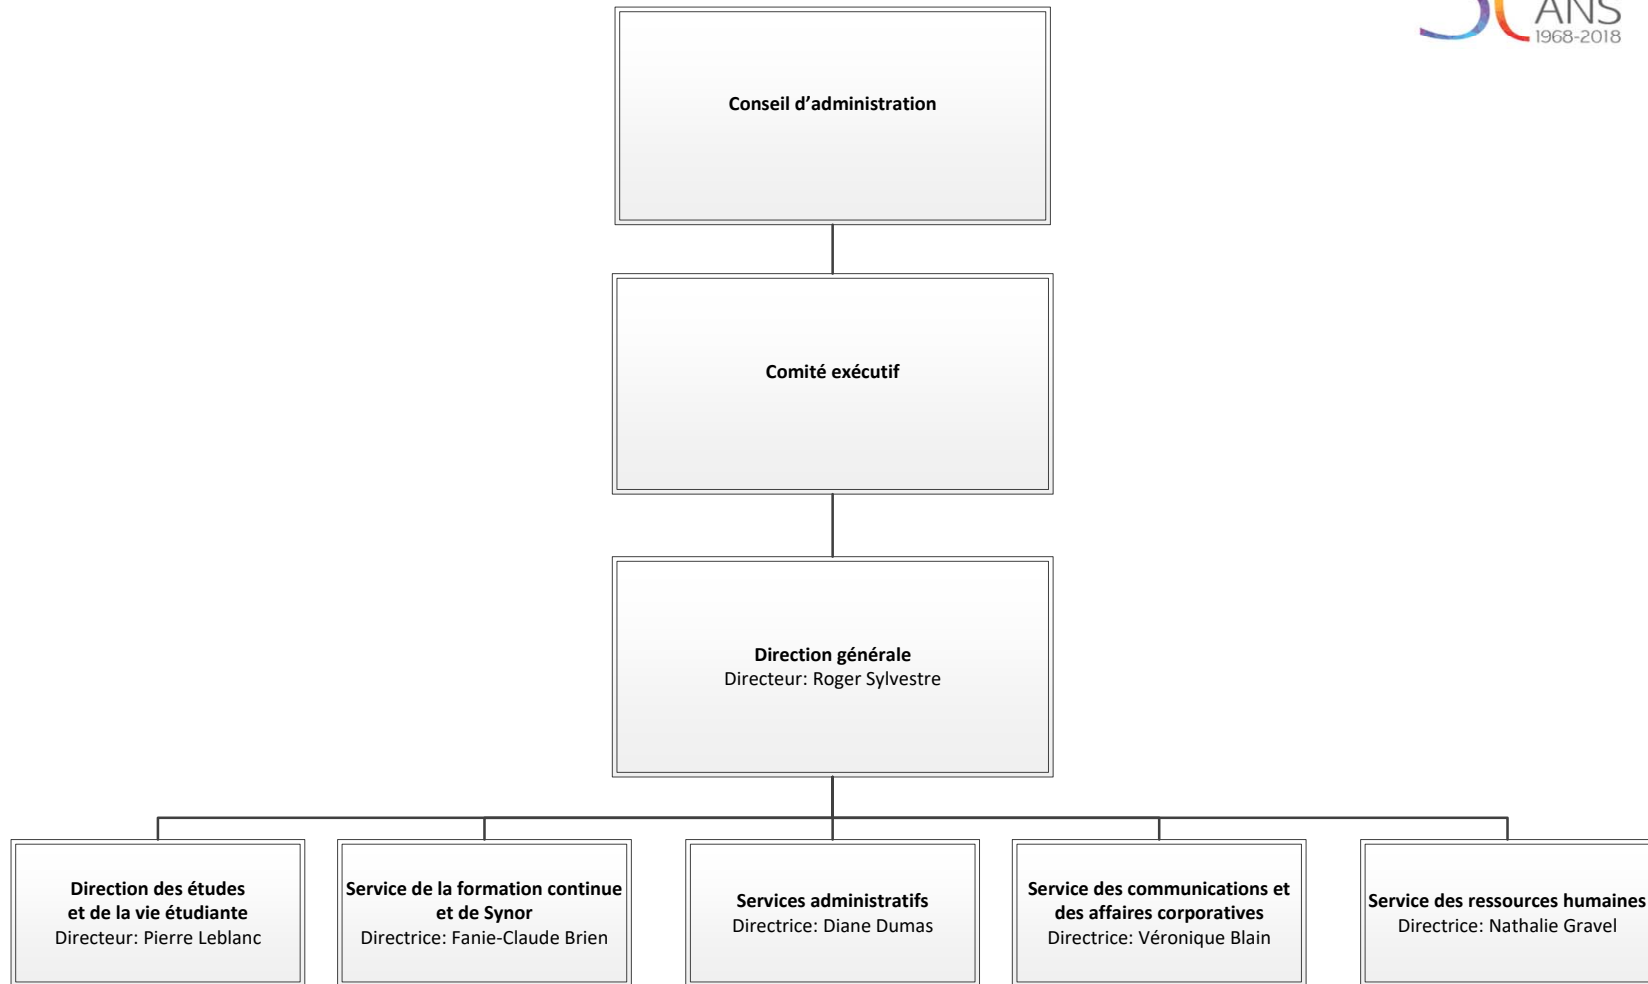 ANS
1968-2018
Conseil d’administration
Comité exécutif
Direction générale
Directeur: Roger Sylvestre
Direction des études
et de la vie étudiante
Directeur: Pierre Leblanc
Service de la formation continue
et de Synor
Directrice: Fanie-Claude Brien
Services administratifs
Directrice: Diane Dumas
Service des communications et
des affaires corporatives
Directrice: Véronique Blain
Service des ressources humaines
Directrice: Nathalie Gravel